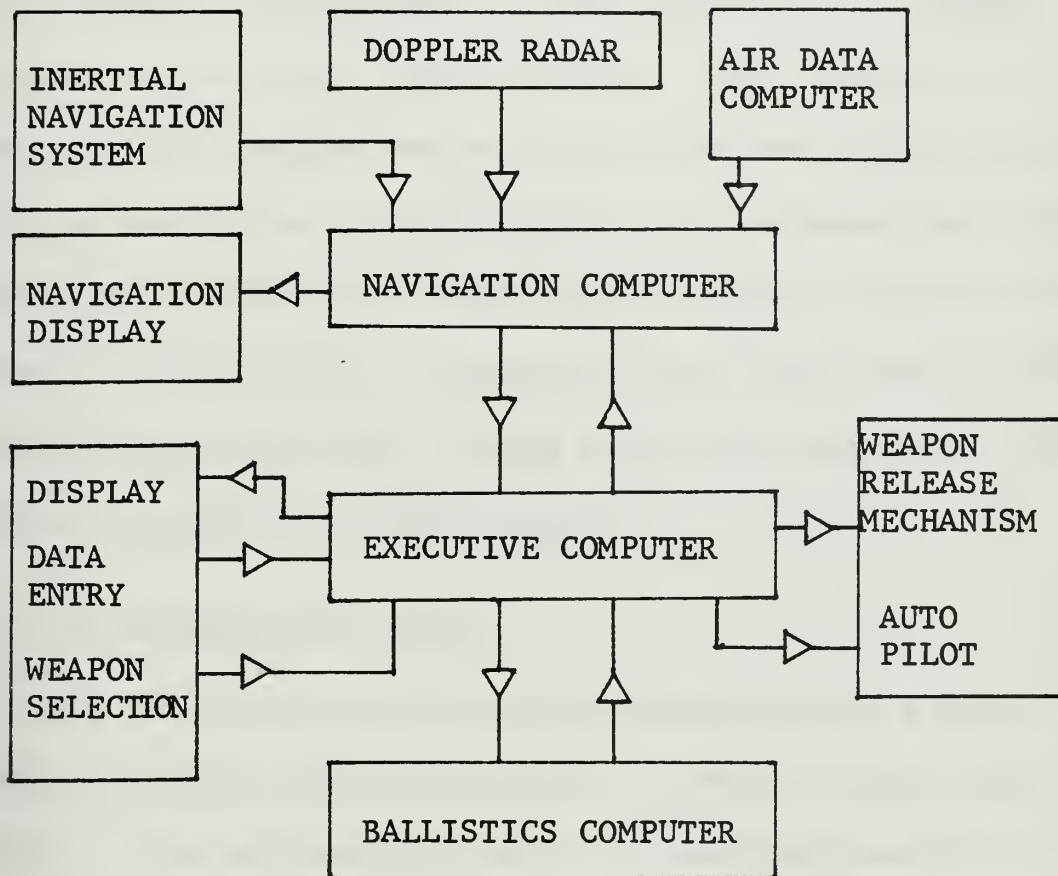 INERTIAL
NAVIGATION
SYSTEM
DOPPLER RADAR
AIR DATA
COMPUTER
NAVIGATION
DISPLAY
NAVIGATION COMPUTER
DISPLAY
DATA
ENTRY
WEAPON
SELECTION
EXECUTIVE COMPUTER
WEAPON
RELEASE
MECHANISM
AUTO
PILOT
BALLISTICS COMPUTER